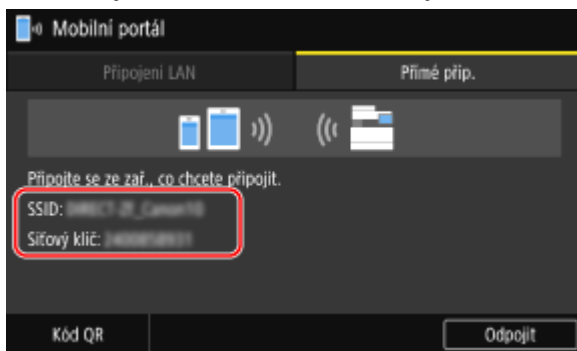 Mobilní portál
Připojení LAN
Přímé přip.
Připojte se ze zař., co chcete připojit.
SSID:
Síťový klíč:
Kód QR
Odpojit